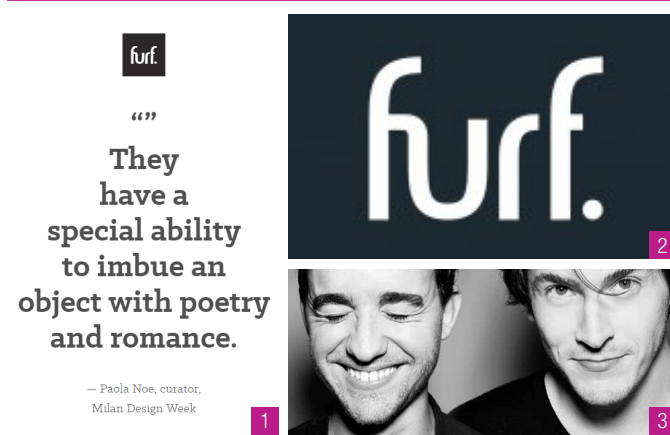 furf.
“”
They
have a
special ability
to imbue an
object with poetry
and romance.
— Paola Noe, curator,
Milan Design Week
1
furf.
2
3